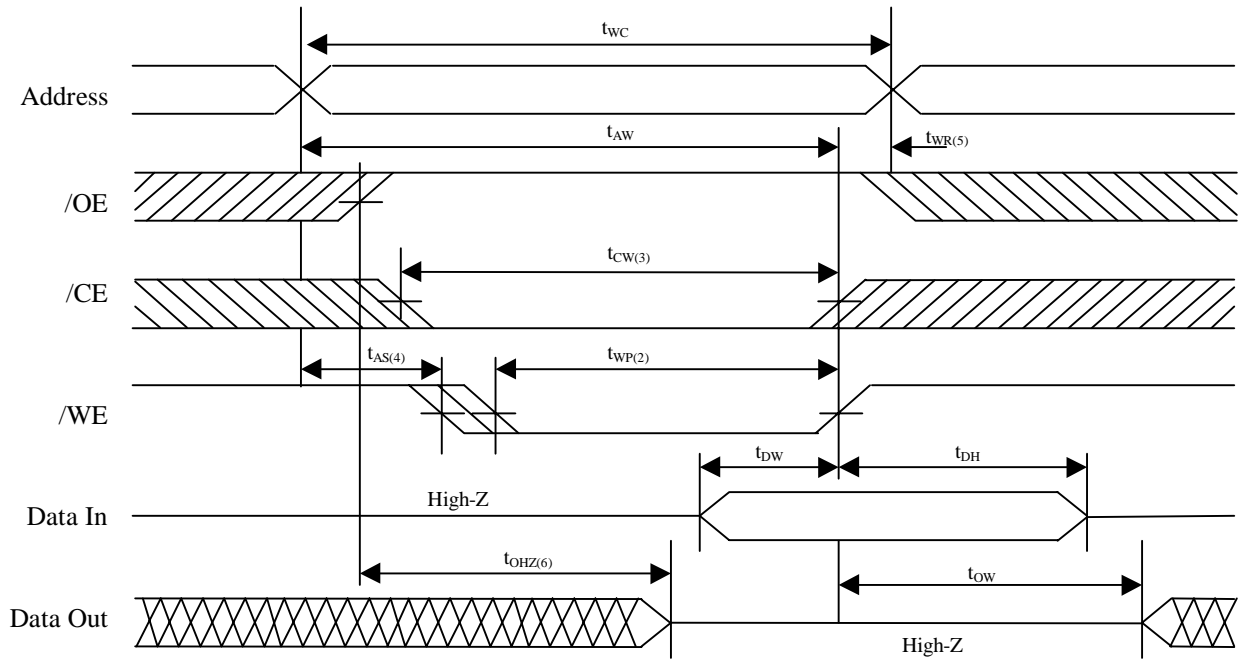 tWC
Address
tAW
tWR(5)
/OE
tCW(3)
/CE
tAS(4)
tWP(2)
/WE
tDW
tDH
High-Z
Data In
tOHZ(6)
tOW
Data Out
High-Z